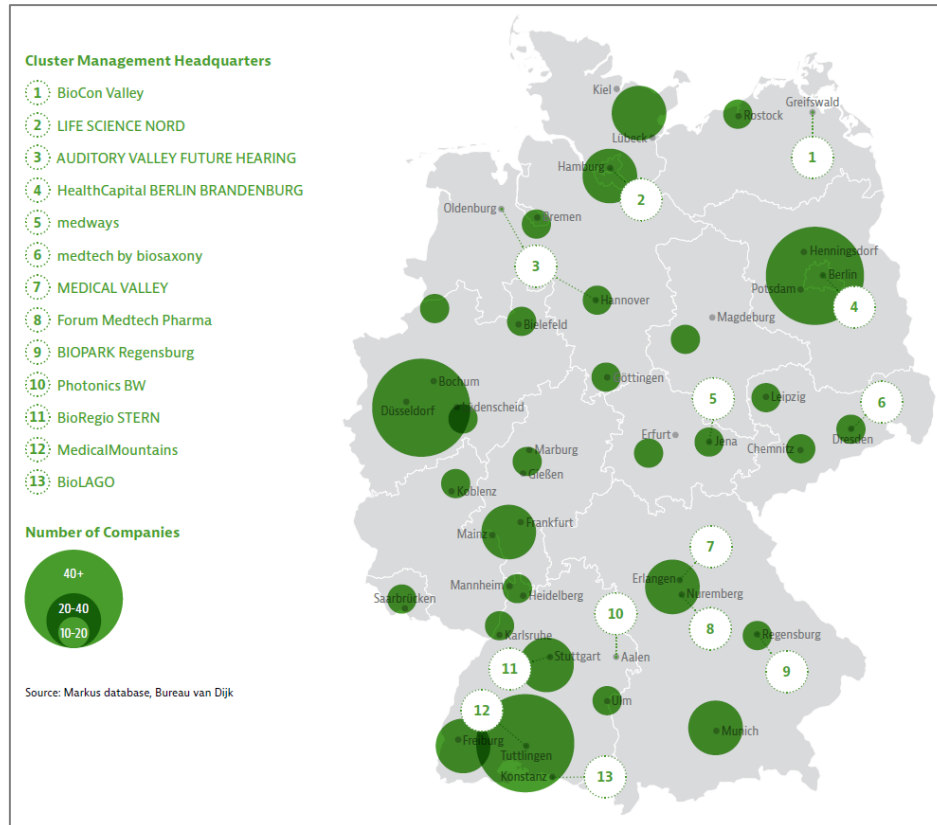 Cluster Management Headquarters
1 BioCon Valley
2 LIFE SCIENCE NORD
3 AUDITORY VALLEY FUTURE HEARING
4 HealthCapital BERLIN BRANDENBURG
5 medways
6 medtech by biosaxony
7 MEDICAL VALLEY
8 Forum Medtech Pharma
9 BIOPARK Regensburg
10 Photonics BW
11 BioRegio STERN
12 MedicalMountains
13 BioLAGO
Number of Companies
40+
20-40
10-20
Source: Markus database, Bureau van Dijk
Kiel
Greifswald
Rostock
Lübeck
1
Hamburg
2
Oldenburg
Bremen
Henningsdorf
3
Berlin
Potsdam
Hannover
4
Magdeburg
Bielefeld
Göttingen
Bochum
5
Leipzig
6
Düsseldorf
Lüdenscheid
Erfurt
Jena
Dresden
Chemnitz
Marburg
Gießen
Koblenz
Frankfurt
Mainz
7
Erlangen
Mannheim
Nuremberg
Saarbrücken
Heidelberg
10
8
Karlsruhe
Regensburg
Stuttgart
Aalen
11
9
Ulm
12
Munich
Freiburg
Tuttlingen
Konstanz
13